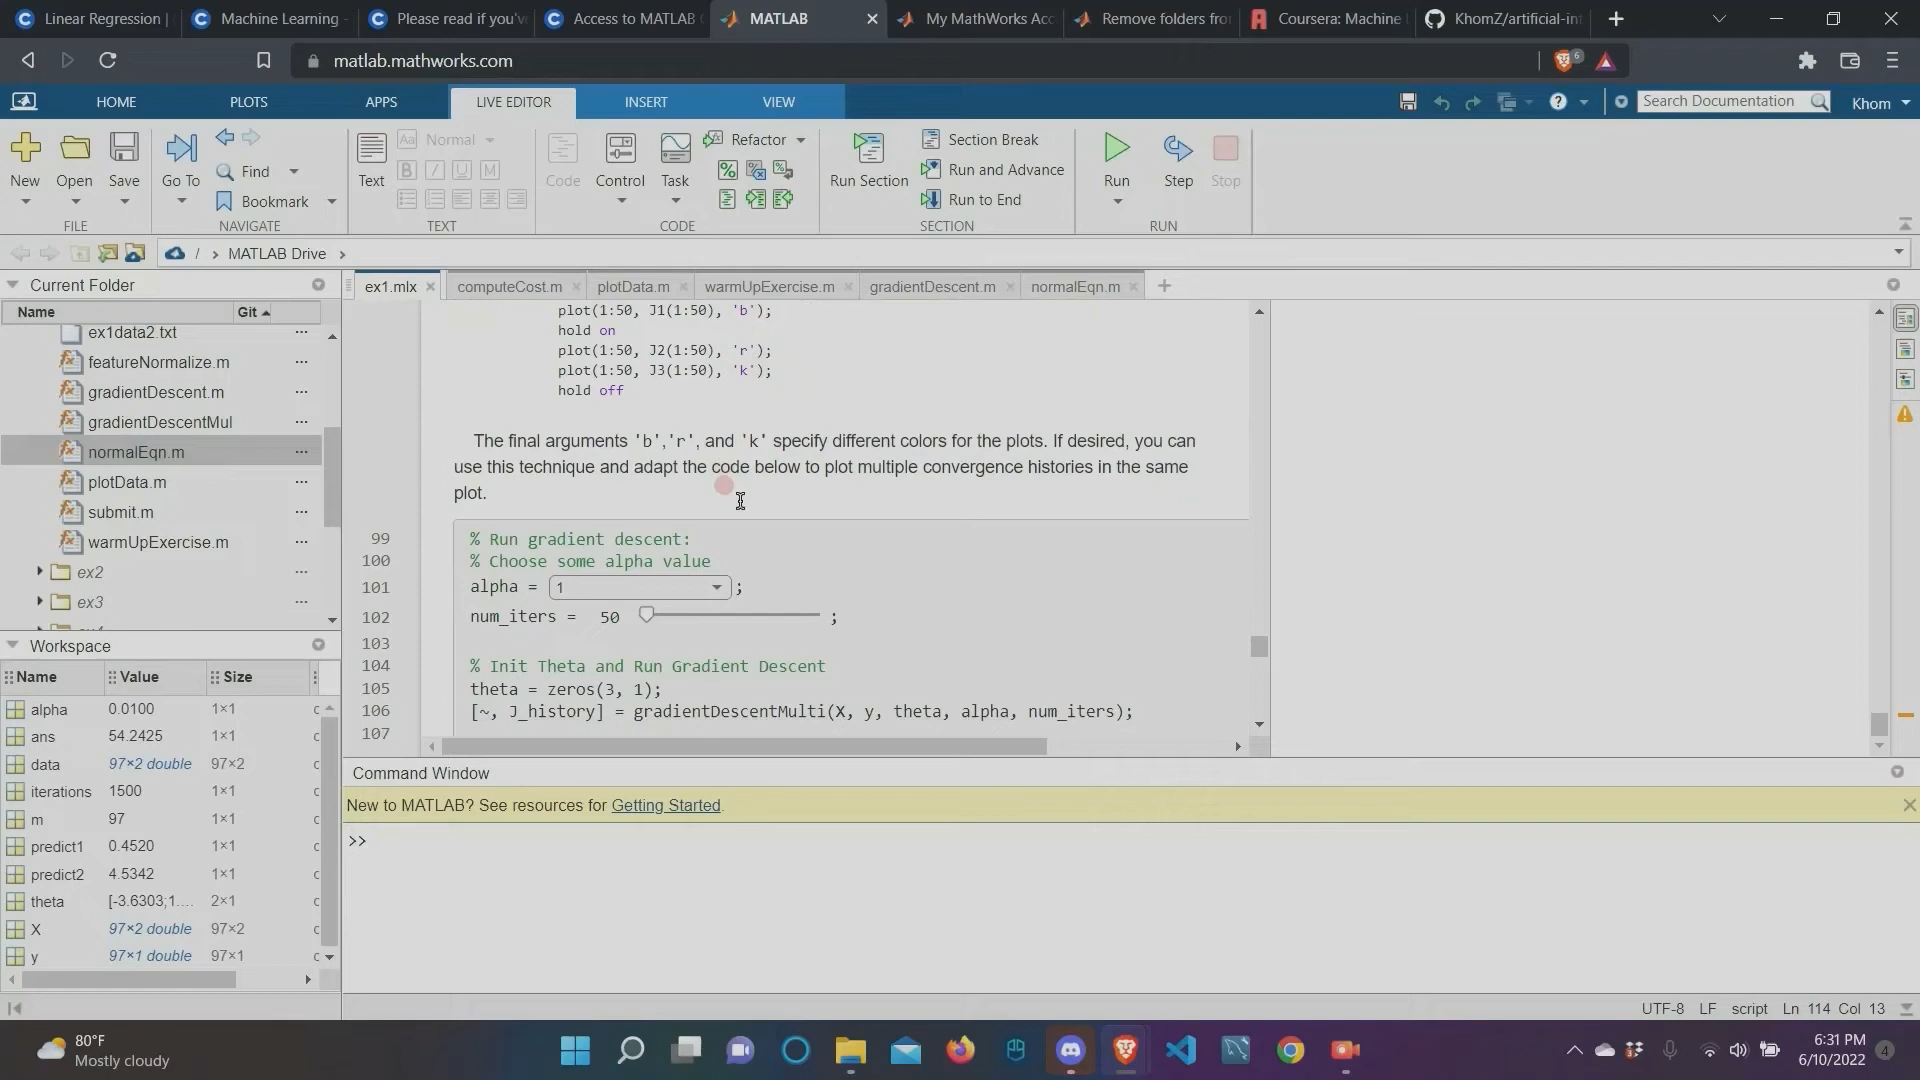 Linear Regression |
Machine Learning -
Please read if you'v
Access to MATLAB
MATLAB
My MathWorks Acc
Remove folders fro
Coursera: Machine
KhomZ/artificial-int
matlab.mathworks.com
6
HOME
PLOTS
APPS
LIVE EDITOR
INSERT
VIEW
Search Documentation
Khom
New
Open
Save
FILE
Go To
Find
Bookmark
NAVIGATE
Text
Aa Normal
B I U M
TEXT
Code
Control
Task
Refactor
CODE
Run Section
Section Break
Run and Advance
Run to End
SECTION
Run
Step
Stop
RUN
/ > MATLAB Drive >
Current Folder
Name
Git
ex1data2.txt
featureNormalize.m
gradientDescent.m
gradientDescentMul
normalEqn.m
plotData.m
submit.m
warmUpExercise.m
ex2
ex3
Workspace
Name Value Size
alpha 0.0100 1×1
ans 54.2425 1×1
data 97×2 double 97×2
iterations 1500 1×1
m 97 1×1
predict1 0.4520 1×1
predict2 4.5342 1×1
theta [-3.6303;1.... 2×1
X 97×2 double 97×2
y 97×1 double 97×1
ex1.mlx
computeCost.m
plotData.m
warmUpExercise.m
gradientDescent.m
normalEqn.m
plot(1:50, J1(1:50), 'b');
hold on
plot(1:50, J2(1:50), 'r');
plot(1:50, J3(1:50), 'k');
hold off
The final arguments 'b','r', and 'k' specify different colors for the plots. If desired, you can
use this technique and adapt the code below to plot multiple convergence histories in the same
plot.
99 % Run gradient descent:
100 % Choose some alpha value
101 alpha = 1 ;
102 num_iters = 50 ;
103
104 % Init Theta and Run Gradient Descent
105 theta = zeros(3, 1);
106 [~, J_history] = gradientDescentMulti(X, y, theta, alpha, num_iters);
107
Command Window
New to MATLAB? See resources for Getting Started.
>>
UTF-8 LF script Ln 114 Col 13
80°F
Mostly cloudy
6:31 PM
6/10/2022
4